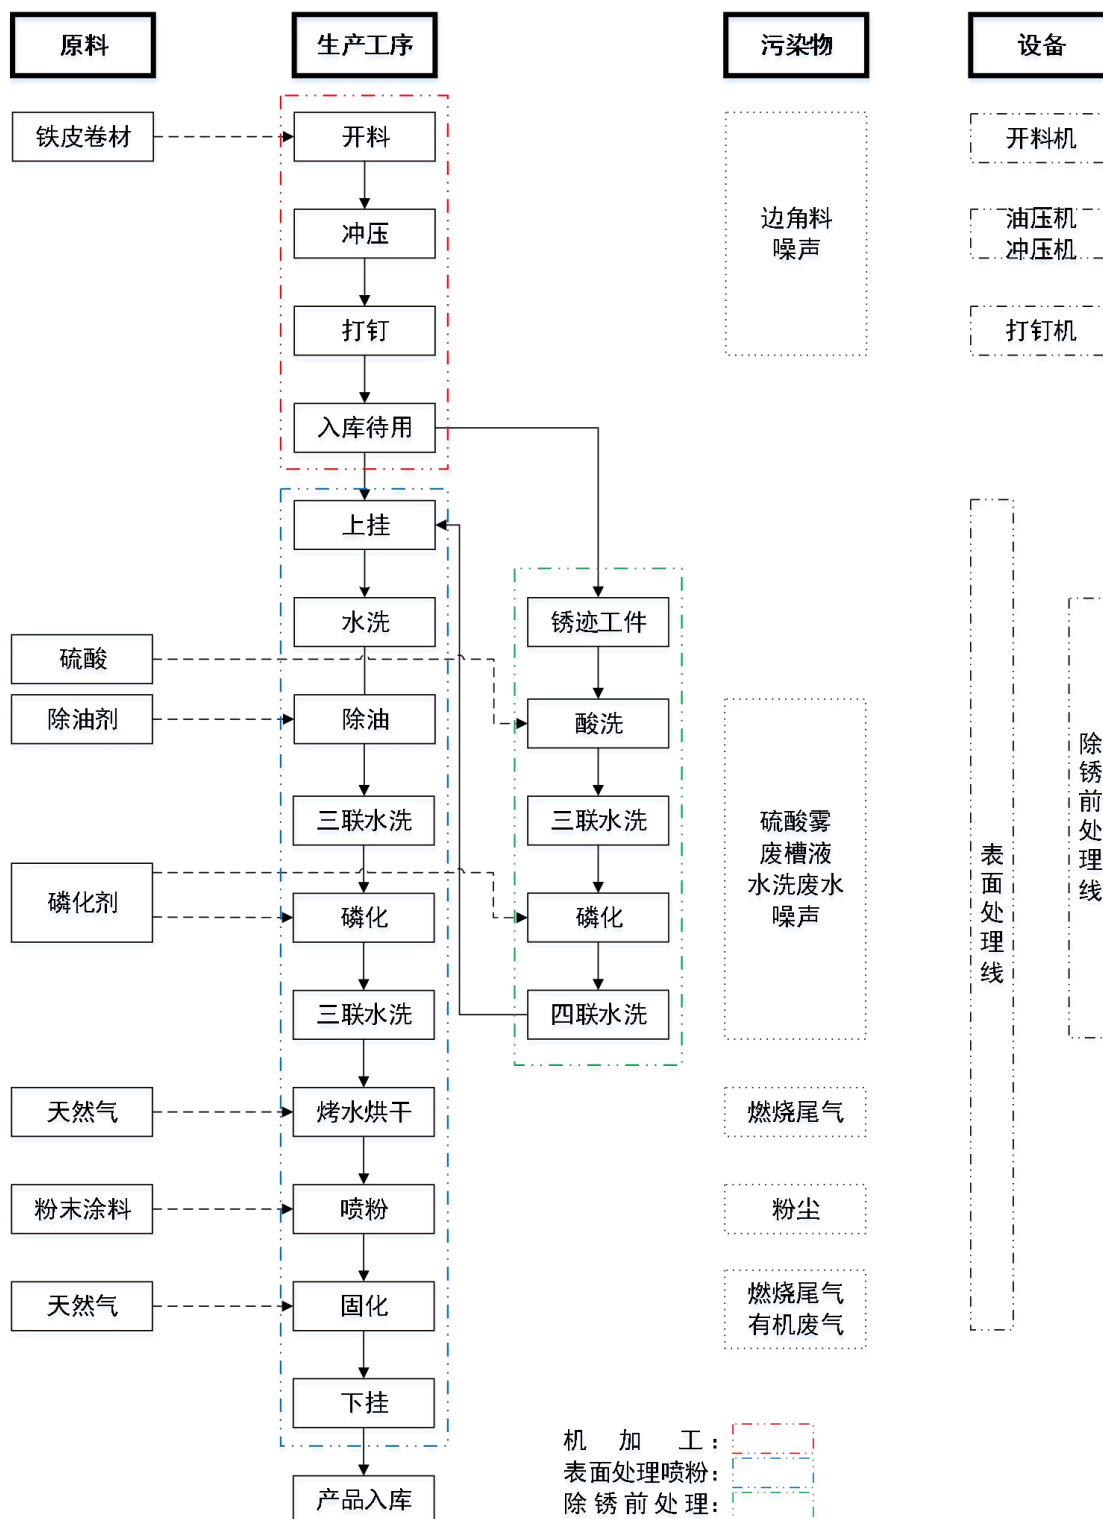 原料
生产工序
污染物
设备
铁皮卷材
开料
开料机
冲压
边角料
噪声
油压机
冲压机
打钉
打钉机
入库待用
上挂
水洗
锈迹工件
硫酸
除油剂
除油
酸洗
三联水洗
三联水洗
磷化剂
磷化
磷化
硫酸雾
废槽液
水洗废水
噪声
三联水洗
四联水洗
表面处理线
除锈前处理线
天然气
烤水烘干
燃烧尾气
粉末涂料
喷粉
粉尘
天然气
固化
燃烧尾气
有机废气
下挂
产品入库
机加工：
表面处理喷粉：
除锈前处理：